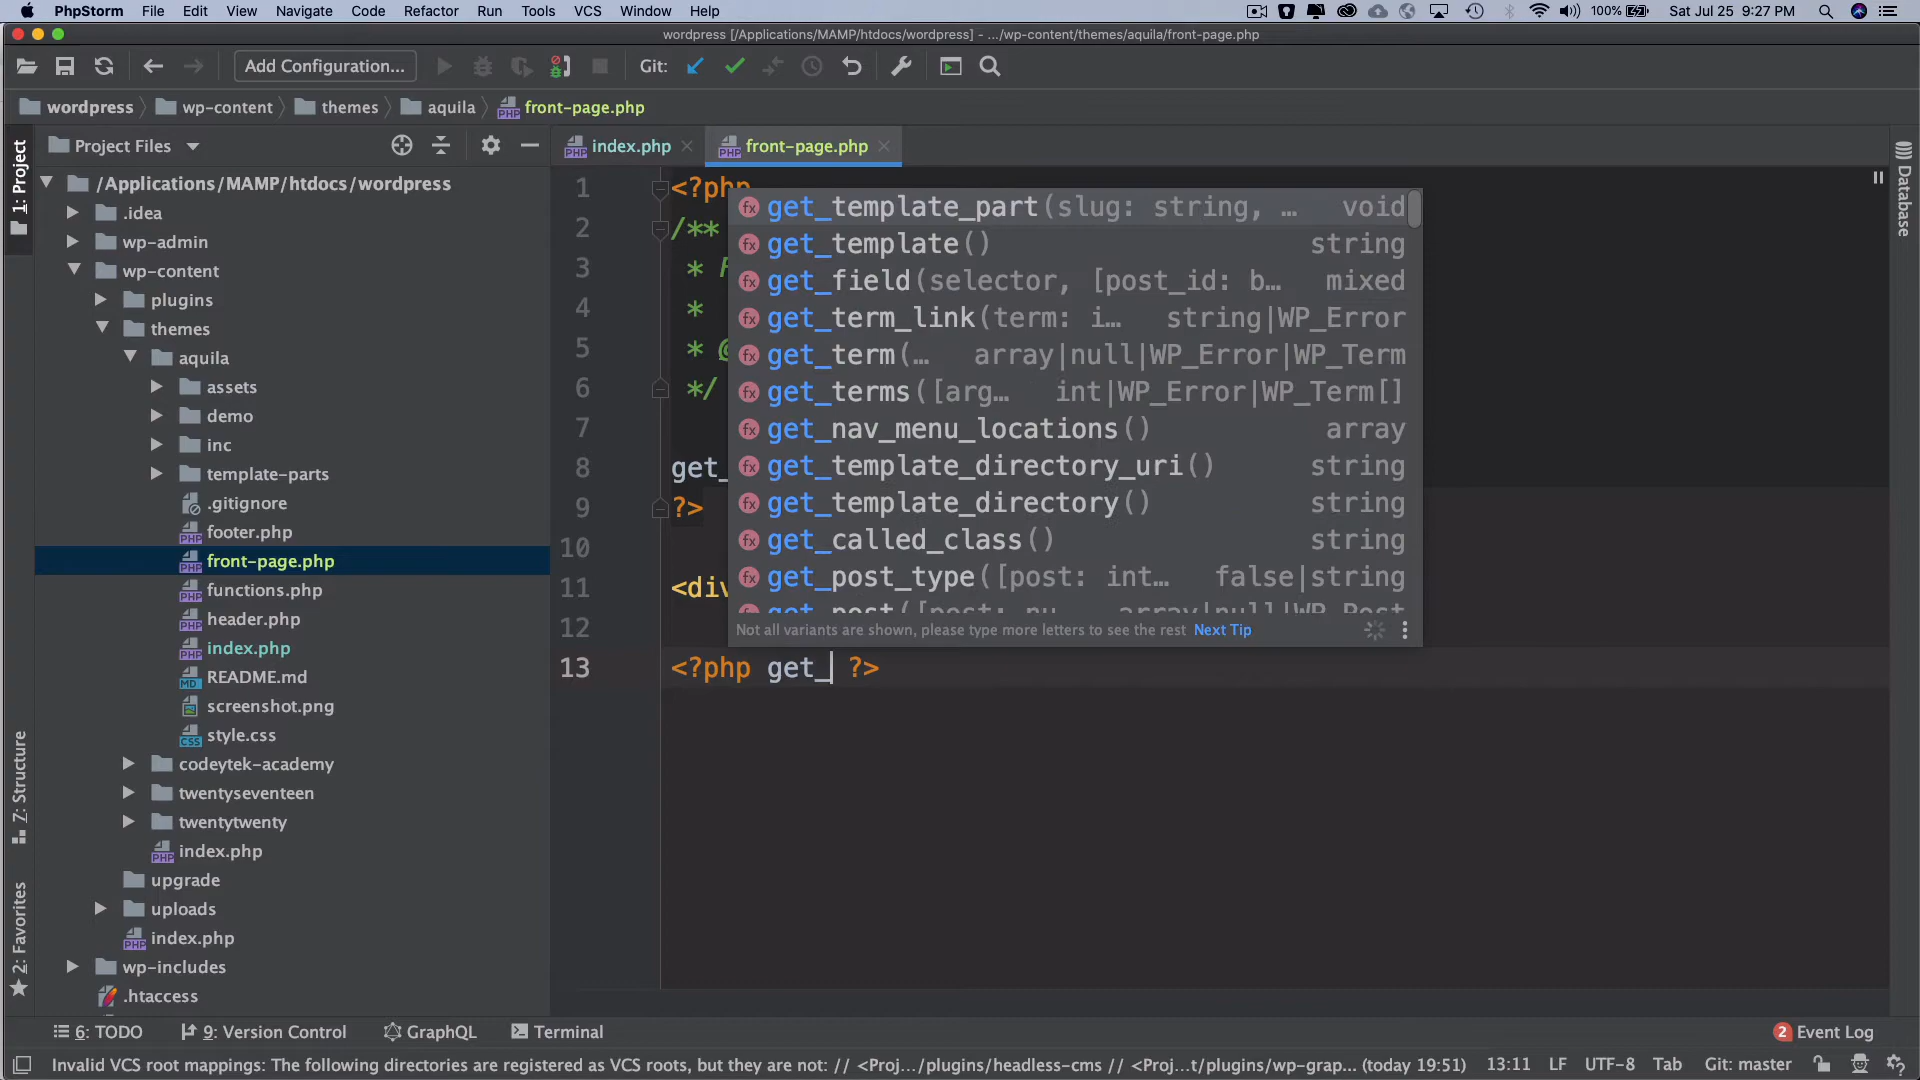 PhpStorm File Edit View Navigate Code Refactor Run Tools VCS Window Help 100% Sat Jul 25 9:27 PM
wordpress [/Applications/MAMP/htdocs/wordpress] - .../wp-content/themes/aquila/front-page.php
Add Configuration... Git:
wordpress wp-content themes aquila front-page.php
Project Files
index.php front-page.php
1: Project
Z: Structure
2: Favorites
Database
/Applications/MAMP/htdocs/wordpress
.idea
wp-admin
wp-content
plugins
themes
aquila
assets
demo
inc
template-parts
.gitignore
footer.php
front-page.php
functions.php
header.php
index.php
README.md
screenshot.png
style.css
codeytek-academy
twentyseventeen
twentytwenty
index.php
upgrade
uploads
index.php
wp-includes
.htaccess
1 <?php
2 /**
3 *
4 *
5 * @
6 */
7
8 get_
9 ?>
10
11 <div
12
13 <?php get_ ?>
get_template_part(slug: string, … void
get_template() string
get_field(selector, [post_id: b… mixed
get_term_link(term: i… string|WP_Error
get_term(… array|null|WP_Error|WP_Term
get_terms([arg… int|WP_Error|WP_Term[]
get_nav_menu_locations() array
get_template_directory_uri() string
get_template_directory() string
get_called_class() string
get_post_type([post: int… false|string
get_post([post: nu… array|null|WP_Post
Not all variants are shown, please type more letters to see the rest Next Tip
6: TODO 9: Version Control GraphQL Terminal 2 Event Log
Invalid VCS root mappings: The following directories are registered as VCS roots, but they are not: // <Proj.../plugins/headless-cms // <Proj...t/plugins/wp-grap... (today 19:51) 13:11 LF UTF-8 Tab Git: master